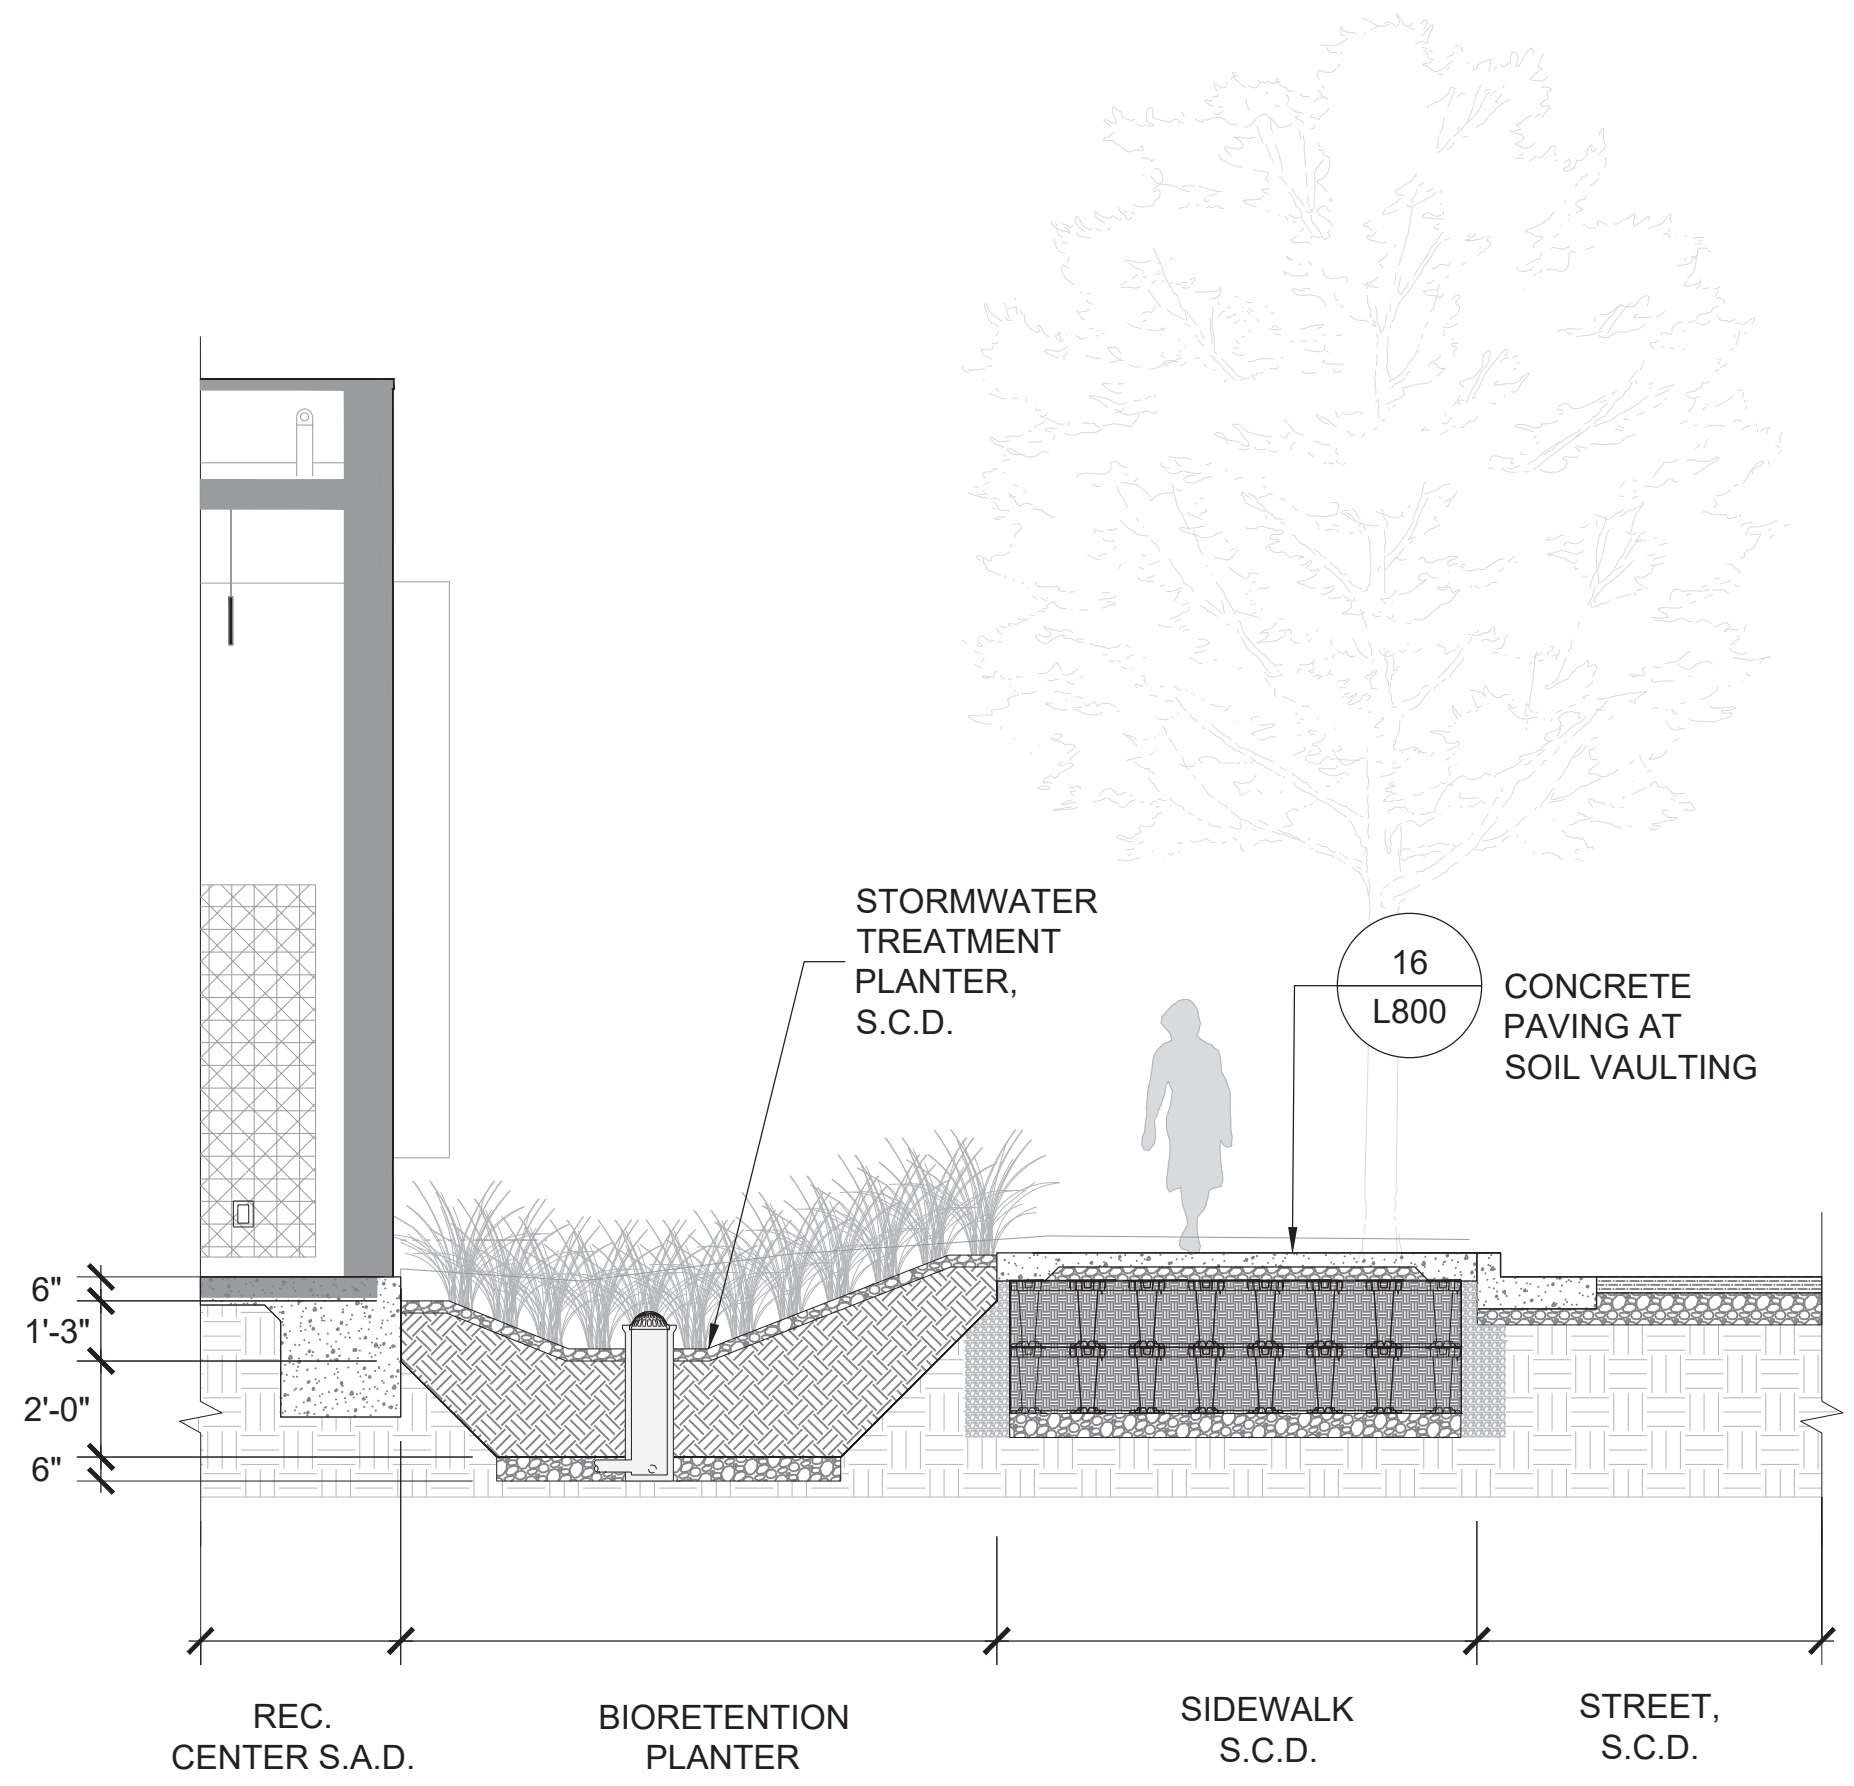 STORMWATER
TREATMENT
PLANTER,
S.C.D.
16
L800
CONCRETE
PAVING AT
SOIL VAULTING
6"
1'-3"
2'-0"
6"
REC.
CENTER S.A.D.
BIORETENTION
PLANTER
SIDEWALK
S.C.D.
STREET,
S.C.D.